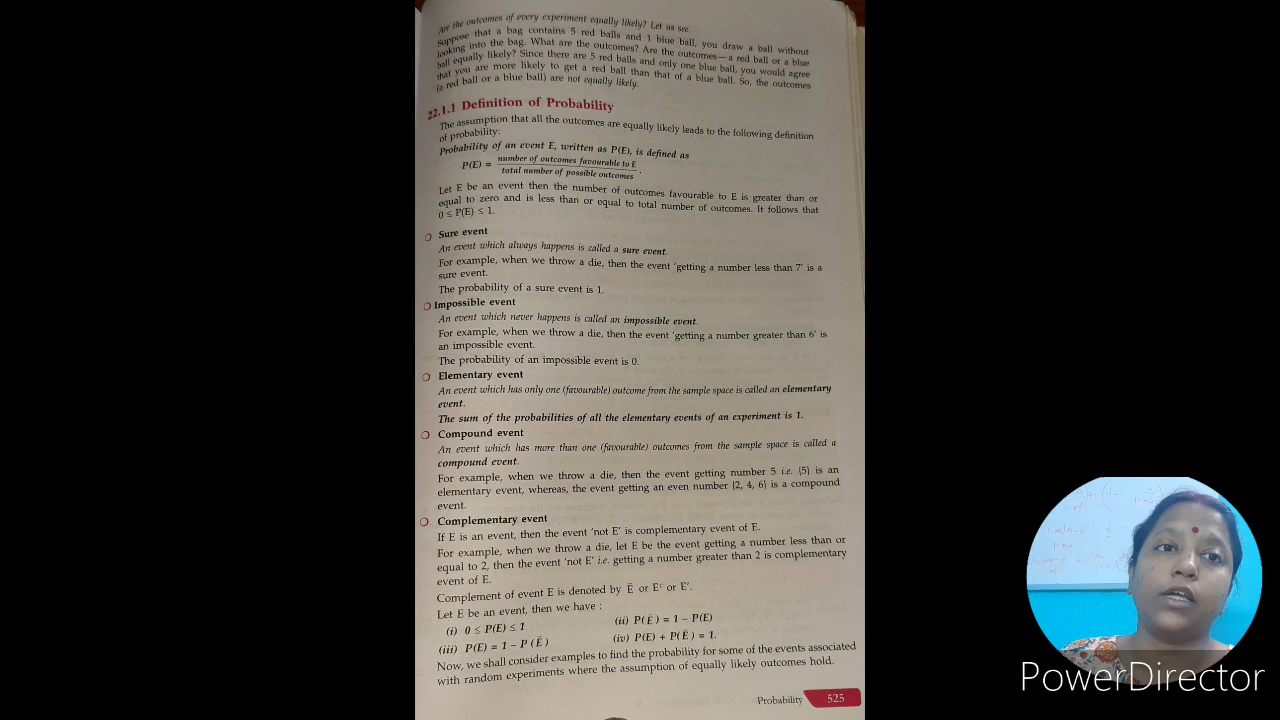 Are the outcomes of every experiment equally likely? Let us see.
Suppose that a bag contains 5 red balls and 1 blue ball, you draw a ball without
looking into the bag. What are the outcomes? Are the outcomes—a red ball or a blue
ball equally likely? Since there are 5 red balls and only one blue ball, you would agree
that you are more likely to get a red ball than that of a blue ball. So, the outcomes
(a red ball or a blue ball) are not equally likely.
22.1.1 Definition of Probability
The assumption that all the outcomes are equally likely leads to the following definition
of probability:
Probability of an event E, written as P(E), is defined as
P(E) = number of outcomes favourable to E
total number of possible outcomes .
Let E be an event then the number of outcomes favourable to E is greater than or
equal to zero and is less than or equal to total number of outcomes. It follows that
0 ≤ P(E) ≤ 1.
Sure event
An event which always happens is called a sure event.
For example, when we throw a die, then the event 'getting a number less than 7' is a
sure event.
The probability of a sure event is 1.
Impossible event
An event which never happens is called an impossible event.
For example, when we throw a die, then the event 'getting a number greater than 6' is
an impossible event.
The probability of an impossible event is 0.
Elementary event
An event which has only one (favourable) outcome from the sample space is called an elementary
event.
The sum of the probabilities of all the elementary events of an experiment is 1.
Compound event
An event which has more than one (favourable) outcomes from the sample space is called a
compound event.
For example, when we throw a die, then the event getting number 5 i.e. {5} is an
elementary event, whereas, the event getting an even number {2, 4, 6} is a compound
event.
Complementary event
If E is an event, then the event 'not E' is complementary event of E.
For example, when we throw a die, let E be the event getting a number less than or
equal to 2, then the event 'not E' i.e. getting a number greater than 2 is complementary
event of E.
Complement of event E is denoted by Ē or Eᶜ or E'.
Let E be an event, then we have :
(i) 0 ≤ P(E) ≤ 1 (ii) P(Ē) = 1 – P(E)
(iii) P(E) = 1 – P (Ē) (iv) P(E) + P(Ē) = 1.
Now, we shall consider examples to find the probability for some of the events associated
with random experiments where the assumption of equally likely outcomes hold.
Probability 525
PowerDirector